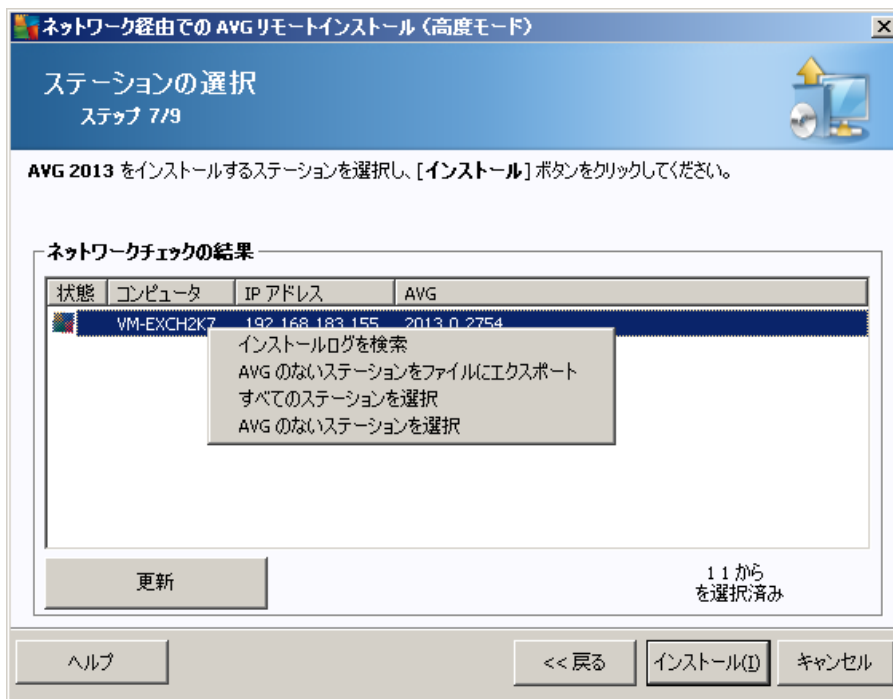 ネットワーク経由での AVG リモートインストール（高度モード）
ステーションの選択
ステップ 7/9
AVG 2013 をインストールするステーションを選択し、[インストール] ボタンをクリックしてください。
ネットワークチェックの結果
状態 コンピュータ IP アドレス AVG
VM-EXCH2K7 192.168.183.155 2013.0.2754
インストールログを検索
AVG のないステーションをファイルにエクスポート
すべてのステーションを選択
AVG のないステーションを選択
更新
1 1 から
を選択済み
ヘルプ
<< 戻る
インストール(I)
キャンセル